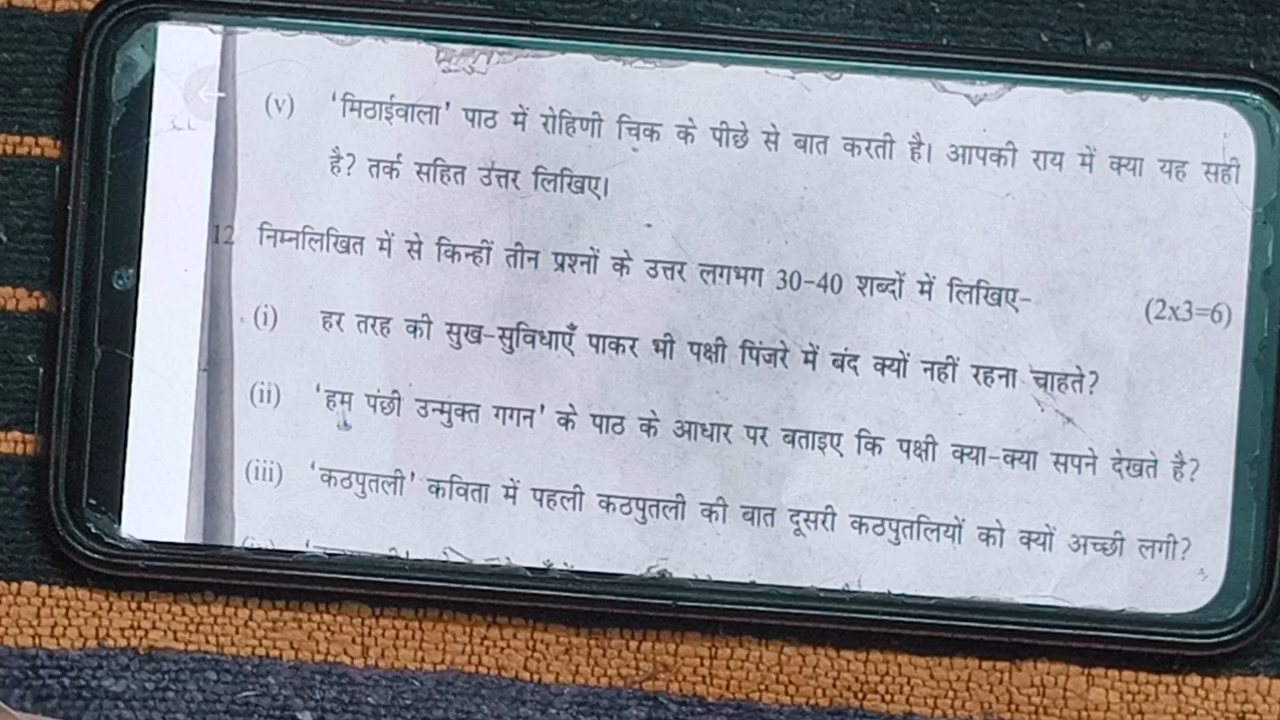 (v) 'मिठाईवाला' पाठ में रोहिणी चिक के पीछे से बात करती है। आपकी राय में क्या यह सही
है? तर्क सहित उत्तर लिखिए।
12 निम्नलिखित में से किन्हीं तीन प्रश्नों के उत्तर लगभग 30-40 शब्दों में लिखिए- (2x3=6)
(i) हर तरह की सुख-सुविधाएँ पाकर भी पक्षी पिंजरे में बंद क्यों नहीं रहना चाहते?
(ii) 'हम पंछी उन्मुक्त गगन' के पाठ के आधार पर बताइए कि पक्षी क्या-क्या सपने देखते है?
(iii) 'कठपुतली' कविता में पहली कठपुतली की बात दूसरी कठपुतलियों को क्यों अच्छी लगी?